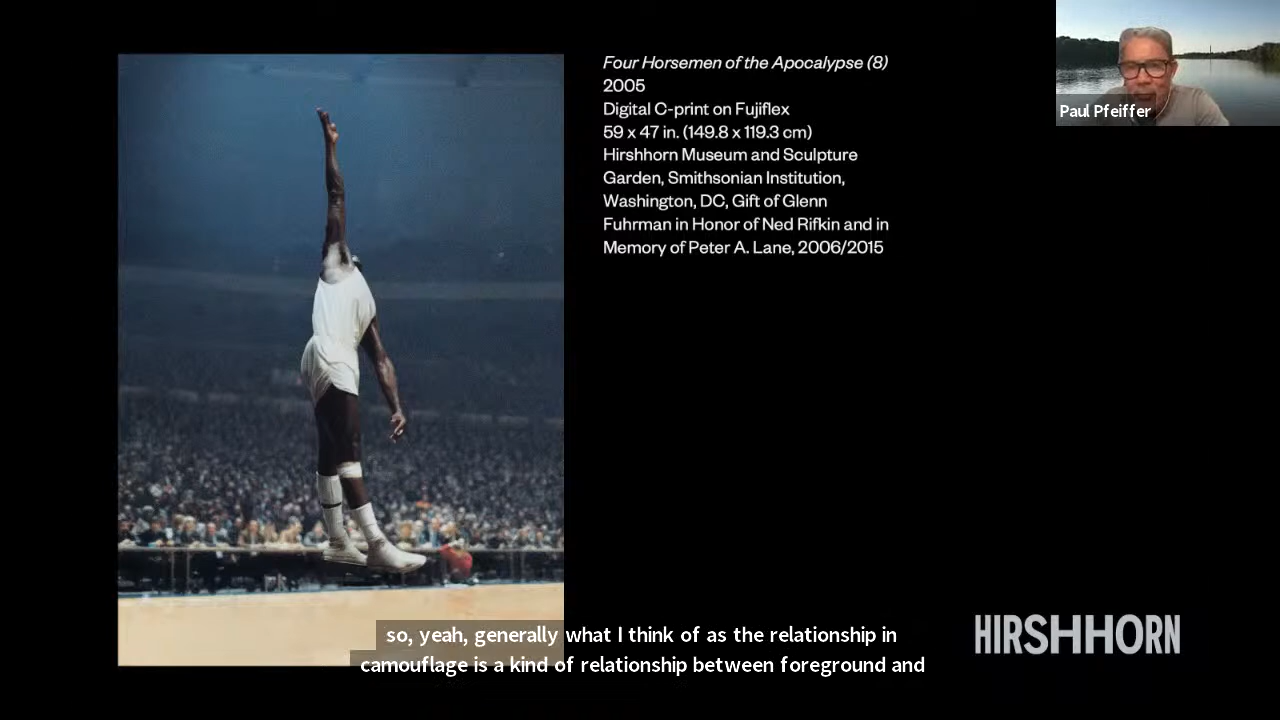 Four Horsemen of the Apocalypse (8)
2005
Digital C-print on Fujiflex
59 x 47 in. (149.8 x 119.3 cm)
Hirshhorn Museum and Sculpture
Garden, Smithsonian Institution,
Washington, DC, Gift of Glenn
Fuhrman in Honor of Ned Rifkin and in
Memory of Peter A. Lane, 2006/2015
Paul Pfeiffer
HIRSHHORN
so, yeah, generally what I think of as the relationship in
camouflage is a kind of relationship between foreground and